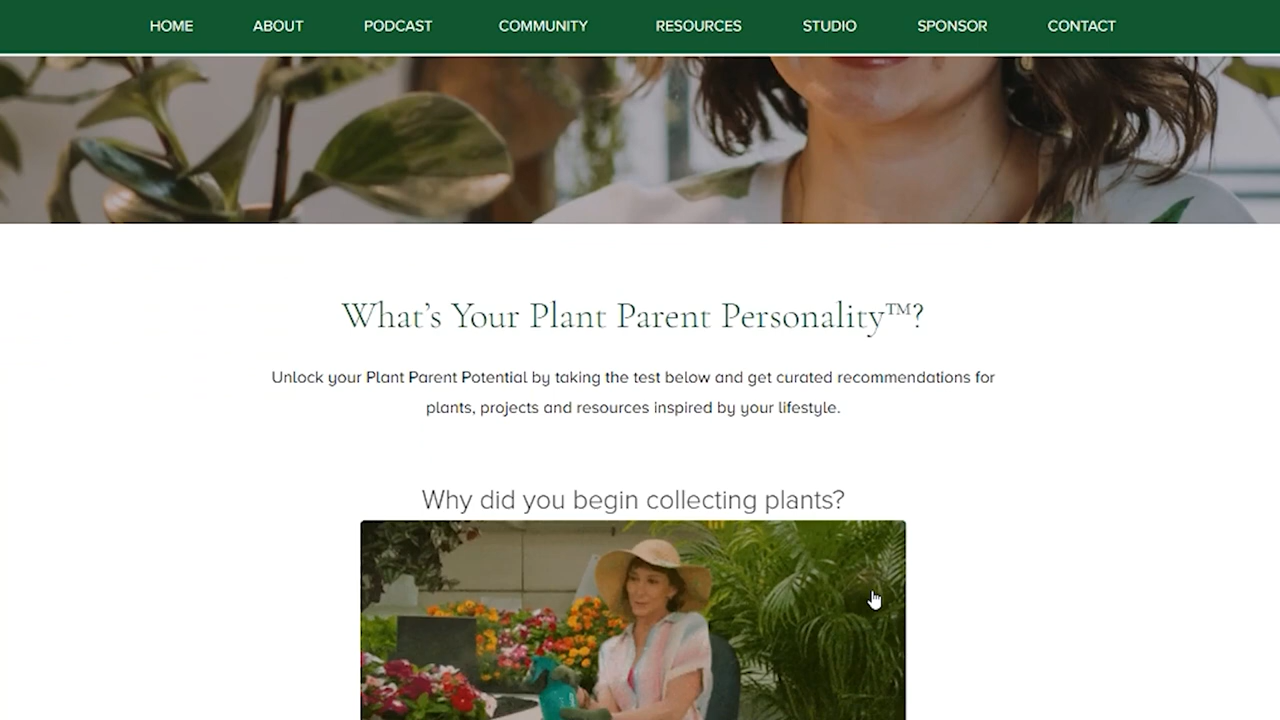 HOME ABOUT PODCAST COMMUNITY RESOURCES STUDIO SPONSOR CONTACT
What's Your Plant Parent Personality™?
Unlock your Plant Parent Potential by taking the test below and get curated recommendations for
plants, projects and resources inspired by your lifestyle.
Why did you begin collecting plants?